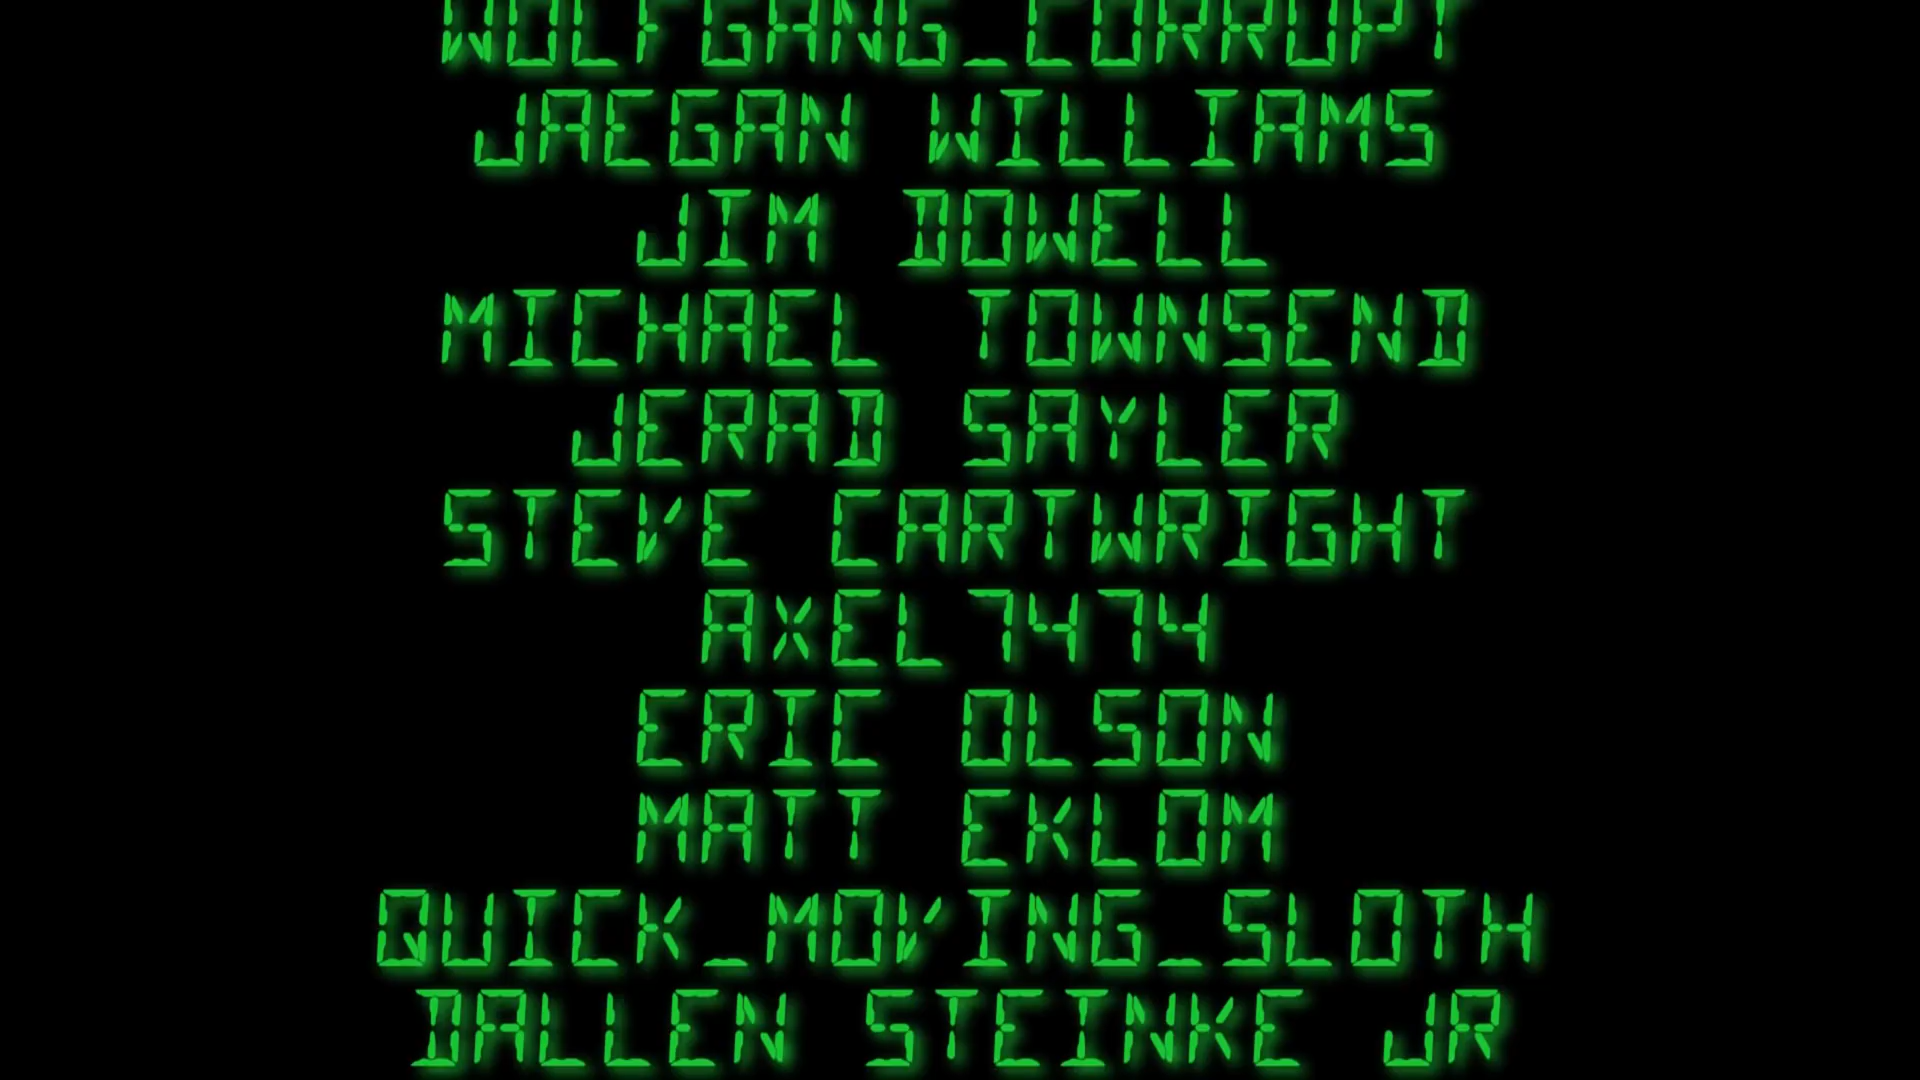 WOLFGANG_CORRUPT
JAEGAN WILLIAMS
JIM DOWELL
MICHAEL TOWNSEND
JERAD SAYLER
STEVE CARTWRIGHT
AXEL7474
ERIC OLSON
MATT EKLOM
QUICK_MOVING_SLOTH
DALLEN STEINKE JR